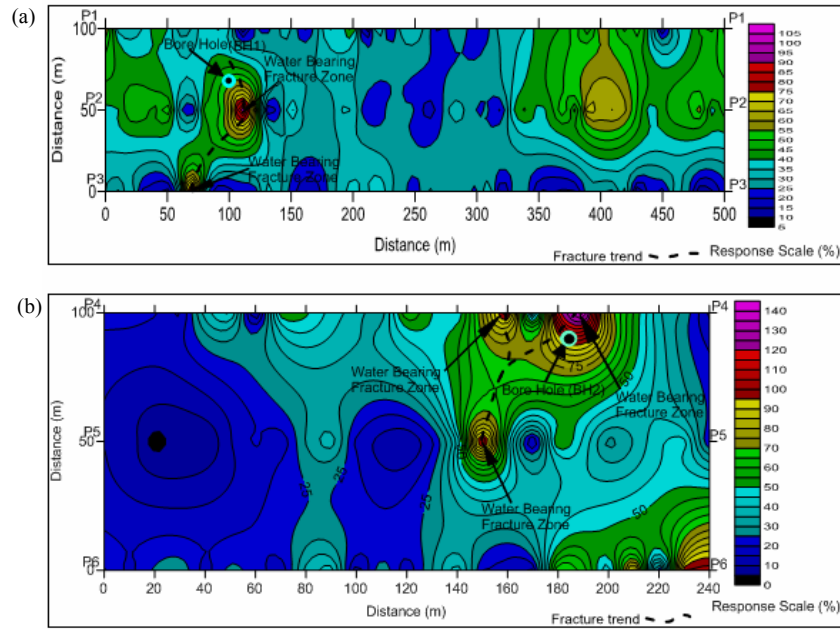 (a)
P1
P1
100
Bore Hole(BH1)
Water Bearing
Fracture Zone
Distance (m)
P2
50
P2
Water Bearing
Fracture Zone
P3
0
P3
0 50 100 150 200 250 300 350 400 450 500
Distance (m)
105
100
95
90
85
80
75
70
65
60
55
50
45
40
35
30
25
20
15
10
5
Fracture trend
Response Scale (%)
(b)
P4
P4
100
Water Bearing
Fracture Zone
Bore Hole (BH2)
75
50
Water Bearing
Fracture Zone
Distance (m)
P5
50
P5
25
25
25
50
Water Bearing
Fracture Zone
P6
0
P6
0 20 40 60 80 100 120 140 160 180 200 220 240
Distance (m)
140
130
120
110
100
90
80
70
60
50
40
30
20
10
0
Response Scale (%)
Fracture trend